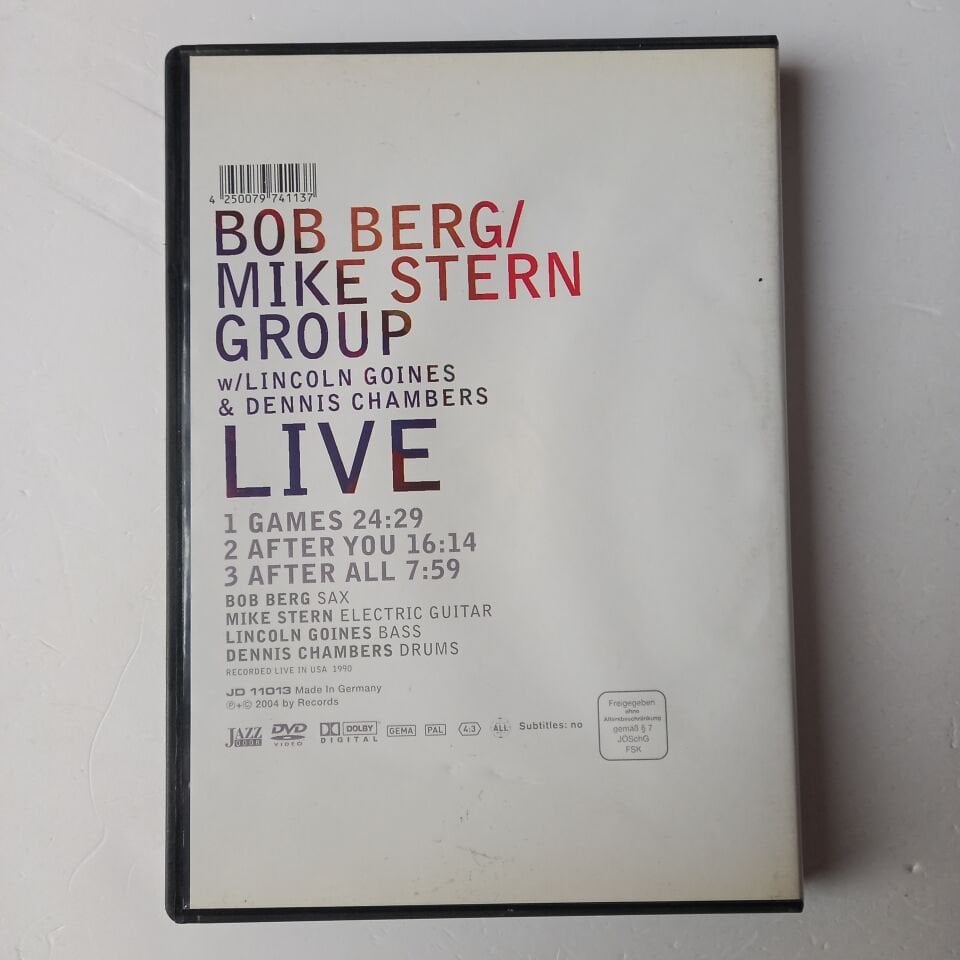 4 250079 741137
BOB BERG/
MIKE STERN
GROUP
w/LINCOLN GOINES
& DENNIS CHAMBERS
LIVE
1 GAMES 24:29
2 AFTER YOU 16:14
3 AFTER ALL 7:59
BOB BERG SAX
MIKE STERN ELECTRIC GUITAR
LINCOLN GOINES BASS
DENNIS CHAMBERS DRUMS
RECORDED LIVE IN USA 1990
JD 11013 Made In Germany
℗+© 2004 by Records
JAZZ DOOR DVD VIDEO DOLBY DIGITAL GEMA PAL 4:3 ALL Subtitles: no
Freigegeben
ohne
Altersbeschränkung
gemäß § 7
JÖSchG
FSK